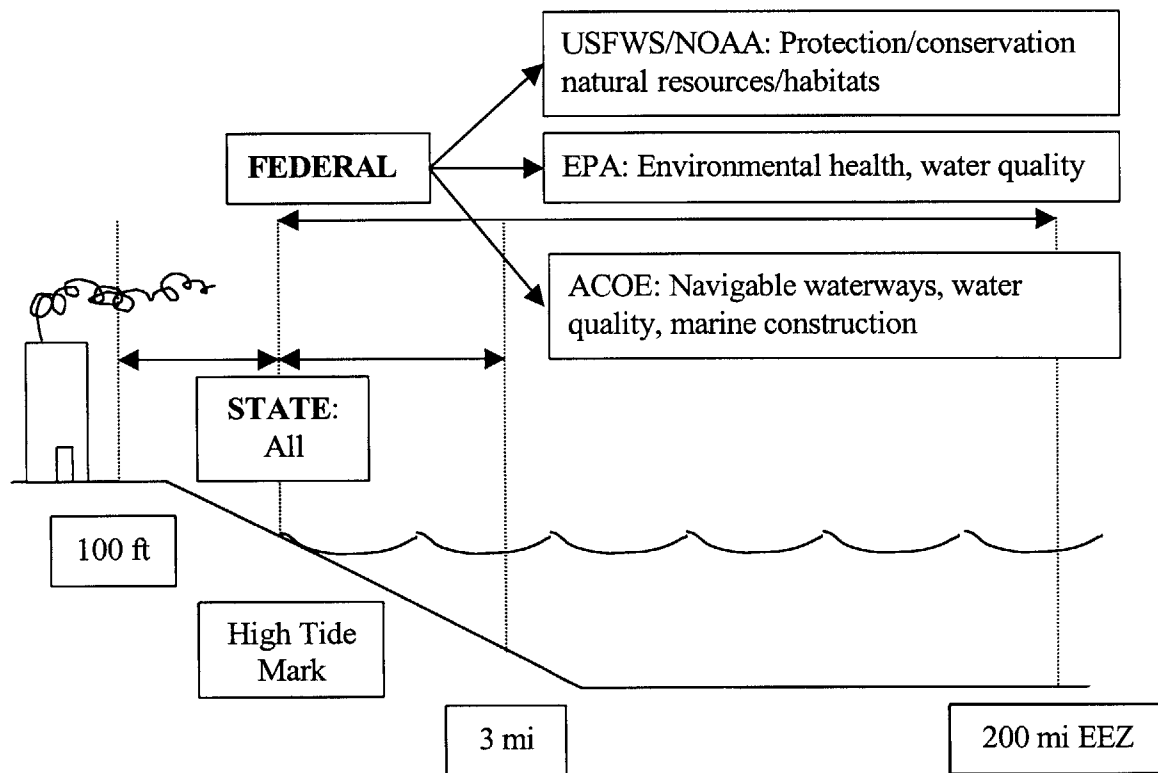 USFWS/NOAA: Protection/conservation
natural resources/habitats
FEDERAL
EPA: Environmental health, water quality
ACOE: Navigable waterways, water
quality, marine construction
STATE:
All
100 ft
High Tide
Mark
3 mi
200 mi EEZ